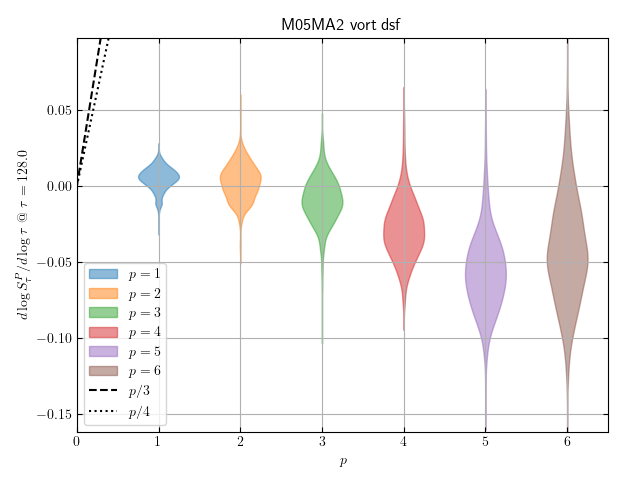 M05MA2 vort dsf
d log S_τ^p / d log τ @ τ = 128.0
0.05
0.00
−0.05
−0.10
−0.15
p = 1
p = 2
p = 3
p = 4
p = 5
p = 6
p/3
p/4
0 1 2 3 4 5 6
p